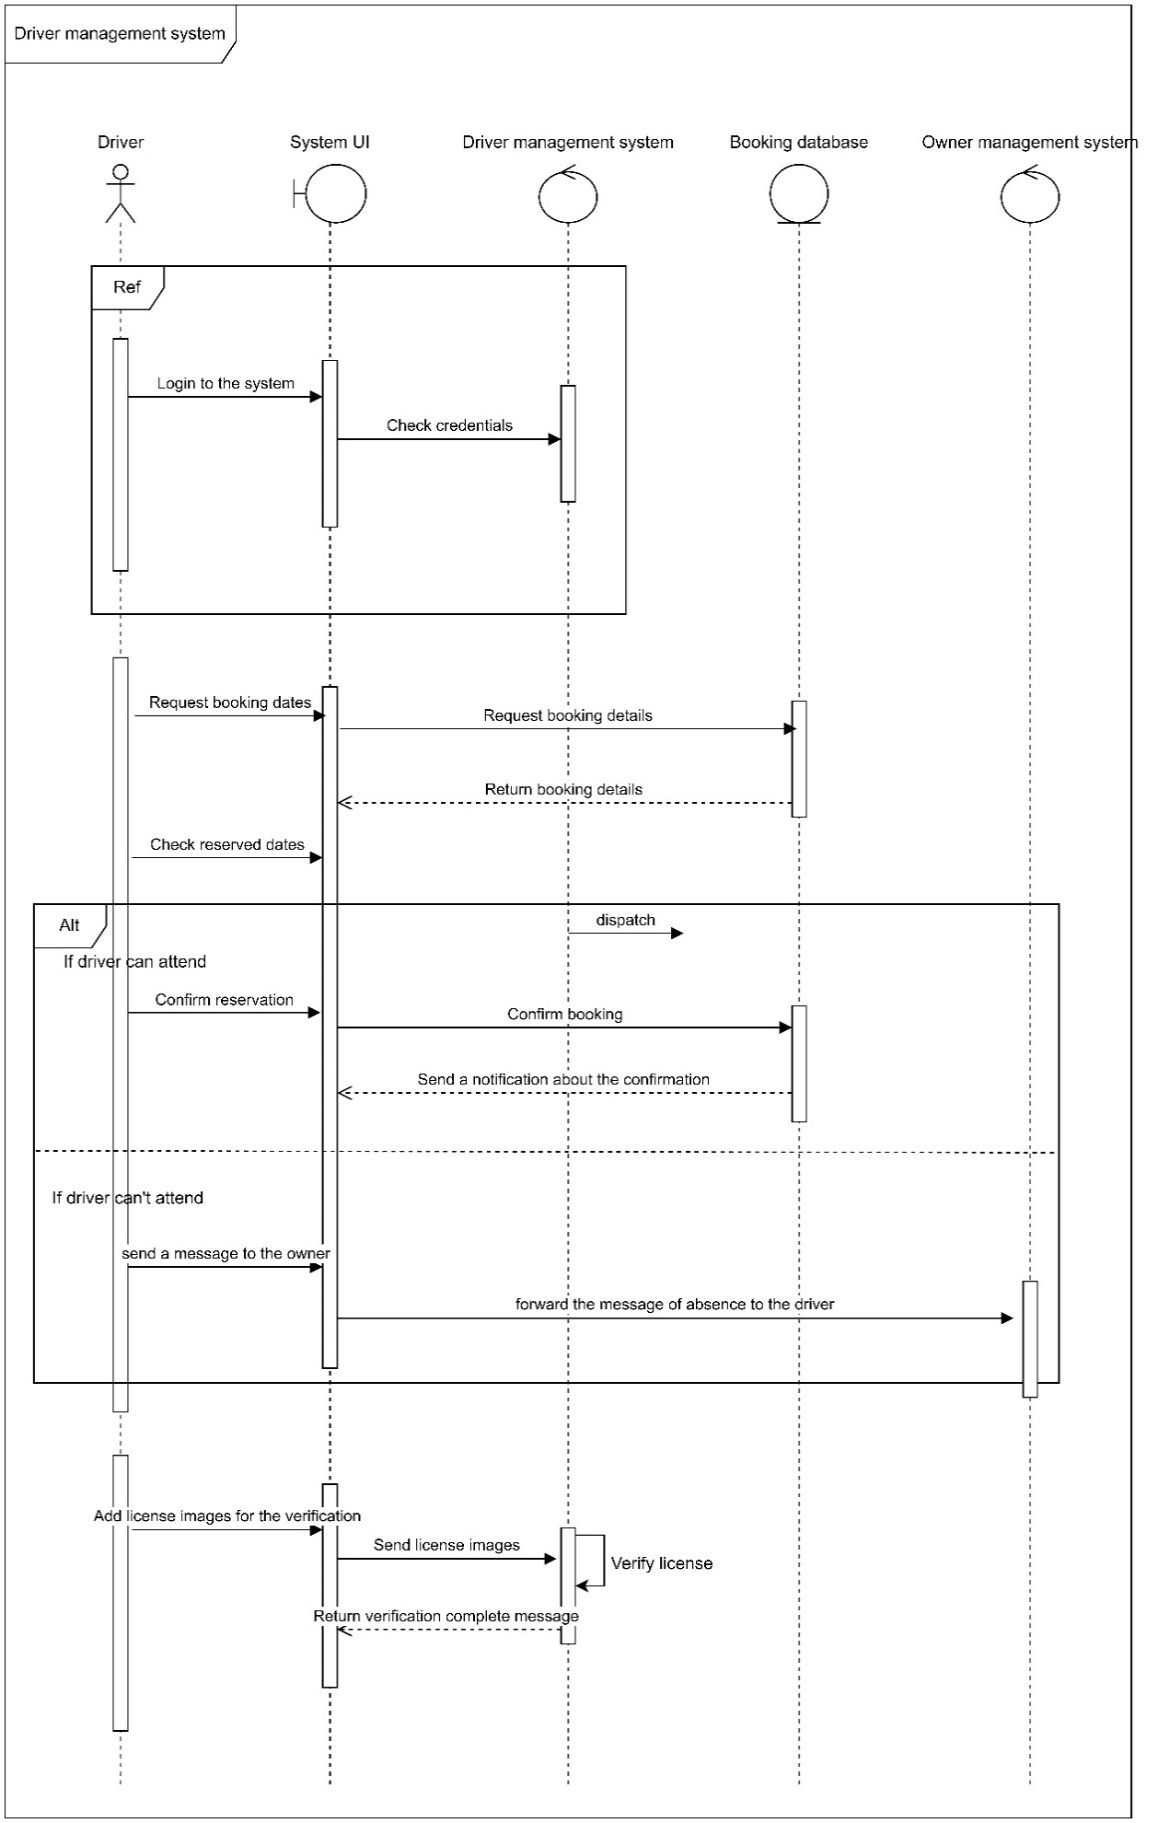 Driver management system
Driver
System UI
Driver management system
Booking database
Owner management system
Ref
Login to the system
Check credentials
Request booking dates
Request booking details
Return booking details
Check reserved dates
Alt
dispatch
If driver can attend
Confirm reservation
Confirm booking
Send a notification about the confirmation
If driver can't attend
send a message to the owner
forward the message of absence to the driver
Add license images for the verification
Send license images
Verify license
Return verification complete message